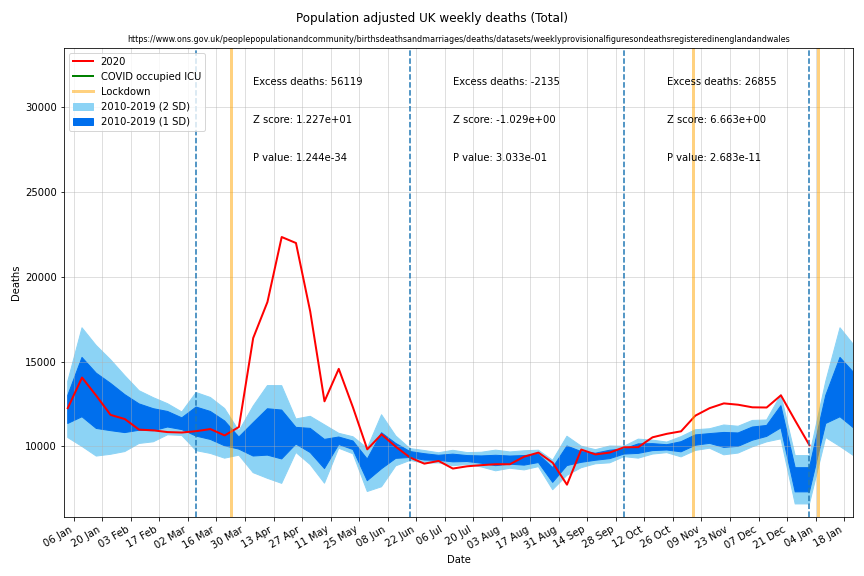 Population adjusted UK weekly deaths (Total)
https://www.ons.gov.uk/peoplepopulationandcommunity/birthsdeathsandmarriages/deaths/datasets/weeklyprovisionalfiguresondeathsregisteredinenglandandwales
2020
COVID occupied ICU
Lockdown
2010-2019 (2 SD)
2010-2019 (1 SD)
Excess deaths: 56119
Z score: 1.227e+01
P value: 1.244e-34
Excess deaths: -2135
Z score: -1.029e+00
P value: 3.033e-01
Excess deaths: 26855
Z score: 6.663e+00
P value: 2.683e-11
Deaths
30000
25000
20000
15000
10000
06 Jan
20 Jan
03 Feb
17 Feb
02 Mar
16 Mar
30 Mar
13 Apr
27 Apr
11 May
25 May
08 Jun
22 Jun
06 Jul
20 Jul
03 Aug
17 Aug
31 Aug
14 Sep
28 Sep
12 Oct
26 Oct
09 Nov
23 Nov
07 Dec
21 Dec
04 Jan
18 Jan
Date